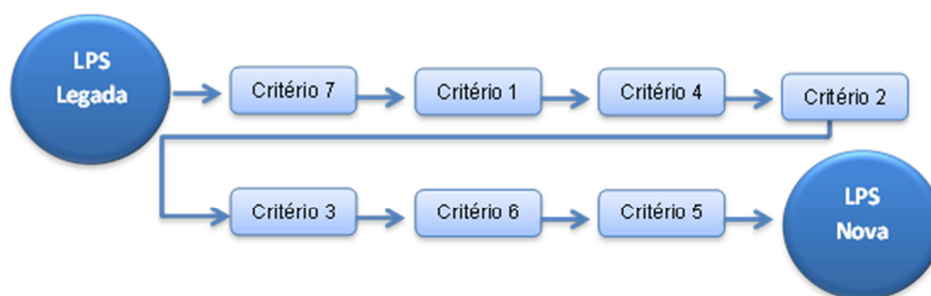 LPS
Legada
Critério 7
Critério 1
Critério 4
Critério 2
Critério 3
Critério 6
Critério 5
LPS
Nova